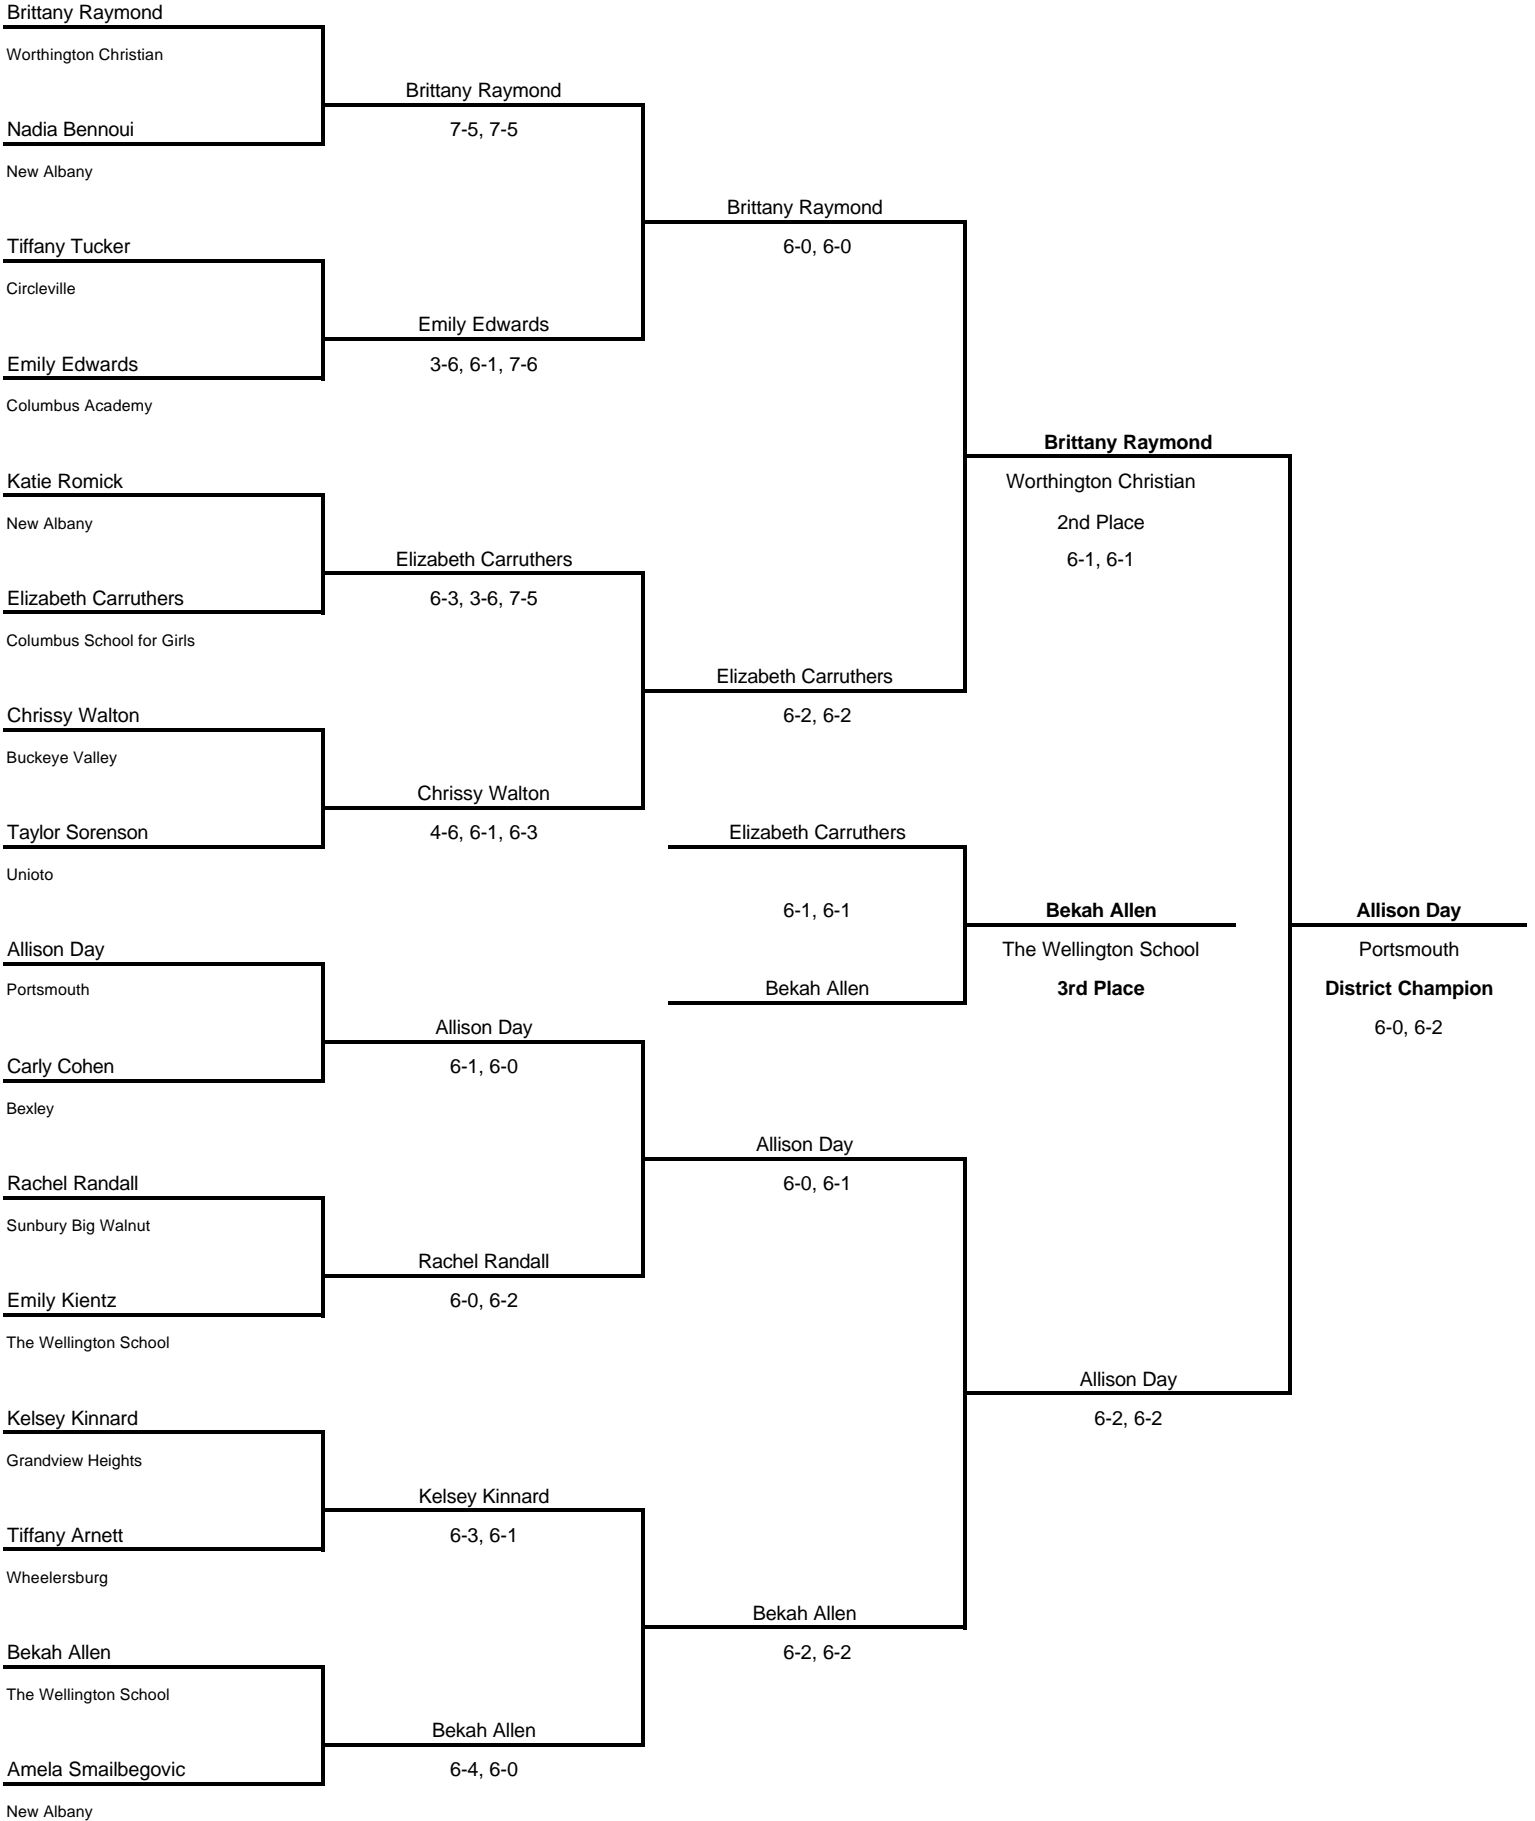 Brittany Raymond
Worthington Christian
Brittany Raymond
Nadia Bennoui
7-5, 7-5
New Albany
Brittany Raymond
Tiffany Tucker
6-0, 6-0
Circleville
Emily Edwards
Emily Edwards
3-6, 6-1, 7-6
Columbus Academy
Brittany Raymond
Katie Romick
Worthington Christian
New Albany
2nd Place
Elizabeth Carruthers
6-1, 6-1
Elizabeth Carruthers
6-3, 3-6, 7-5
Columbus School for Girls
Elizabeth Carruthers
Chrissy Walton
6-2, 6-2
Buckeye Valley
Chrissy Walton
Taylor Sorenson
4-6, 6-1, 6-3
Elizabeth Carruthers
Unioto
6-1, 6-1
Bekah Allen
Allison Day
Allison Day
The Wellington School
Portsmouth
Portsmouth
Bekah Allen
3rd Place
District Champion
Allison Day
6-0, 6-2
Carly Cohen
6-1, 6-0
Bexley
Allison Day
Rachel Randall
6-0, 6-1
Sunbury Big Walnut
Rachel Randall
Emily Kientz
6-0, 6-2
The Wellington School
Allison Day
Kelsey Kinnard
6-2, 6-2
Grandview Heights
Kelsey Kinnard
Tiffany Arnett
6-3, 6-1
Wheelersburg
Bekah Allen
Bekah Allen
6-2, 6-2
The Wellington School
Bekah Allen
Amela Smailbegovic
6-4, 6-0
New Albany